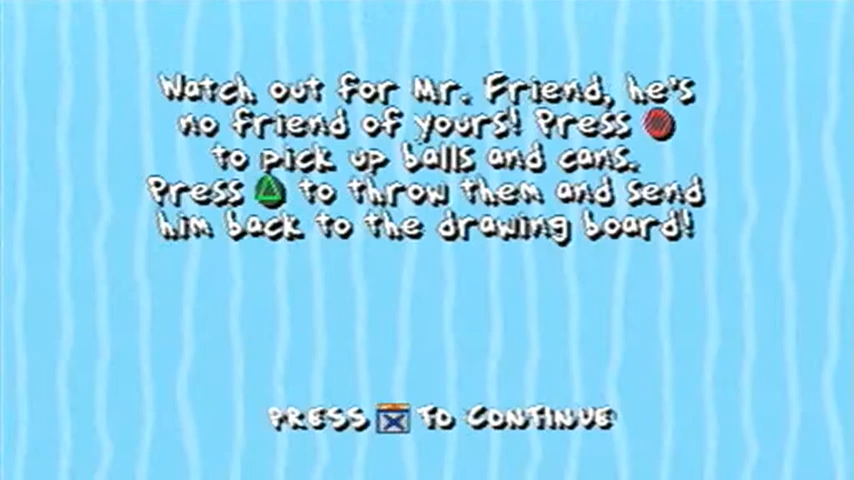 Watch out for Mr. Friend, he's
no friend of yours! Press
to pick up balls and cans.
Press to throw them and send
him back to the drawing board!
PRESS X TO CONTINUE